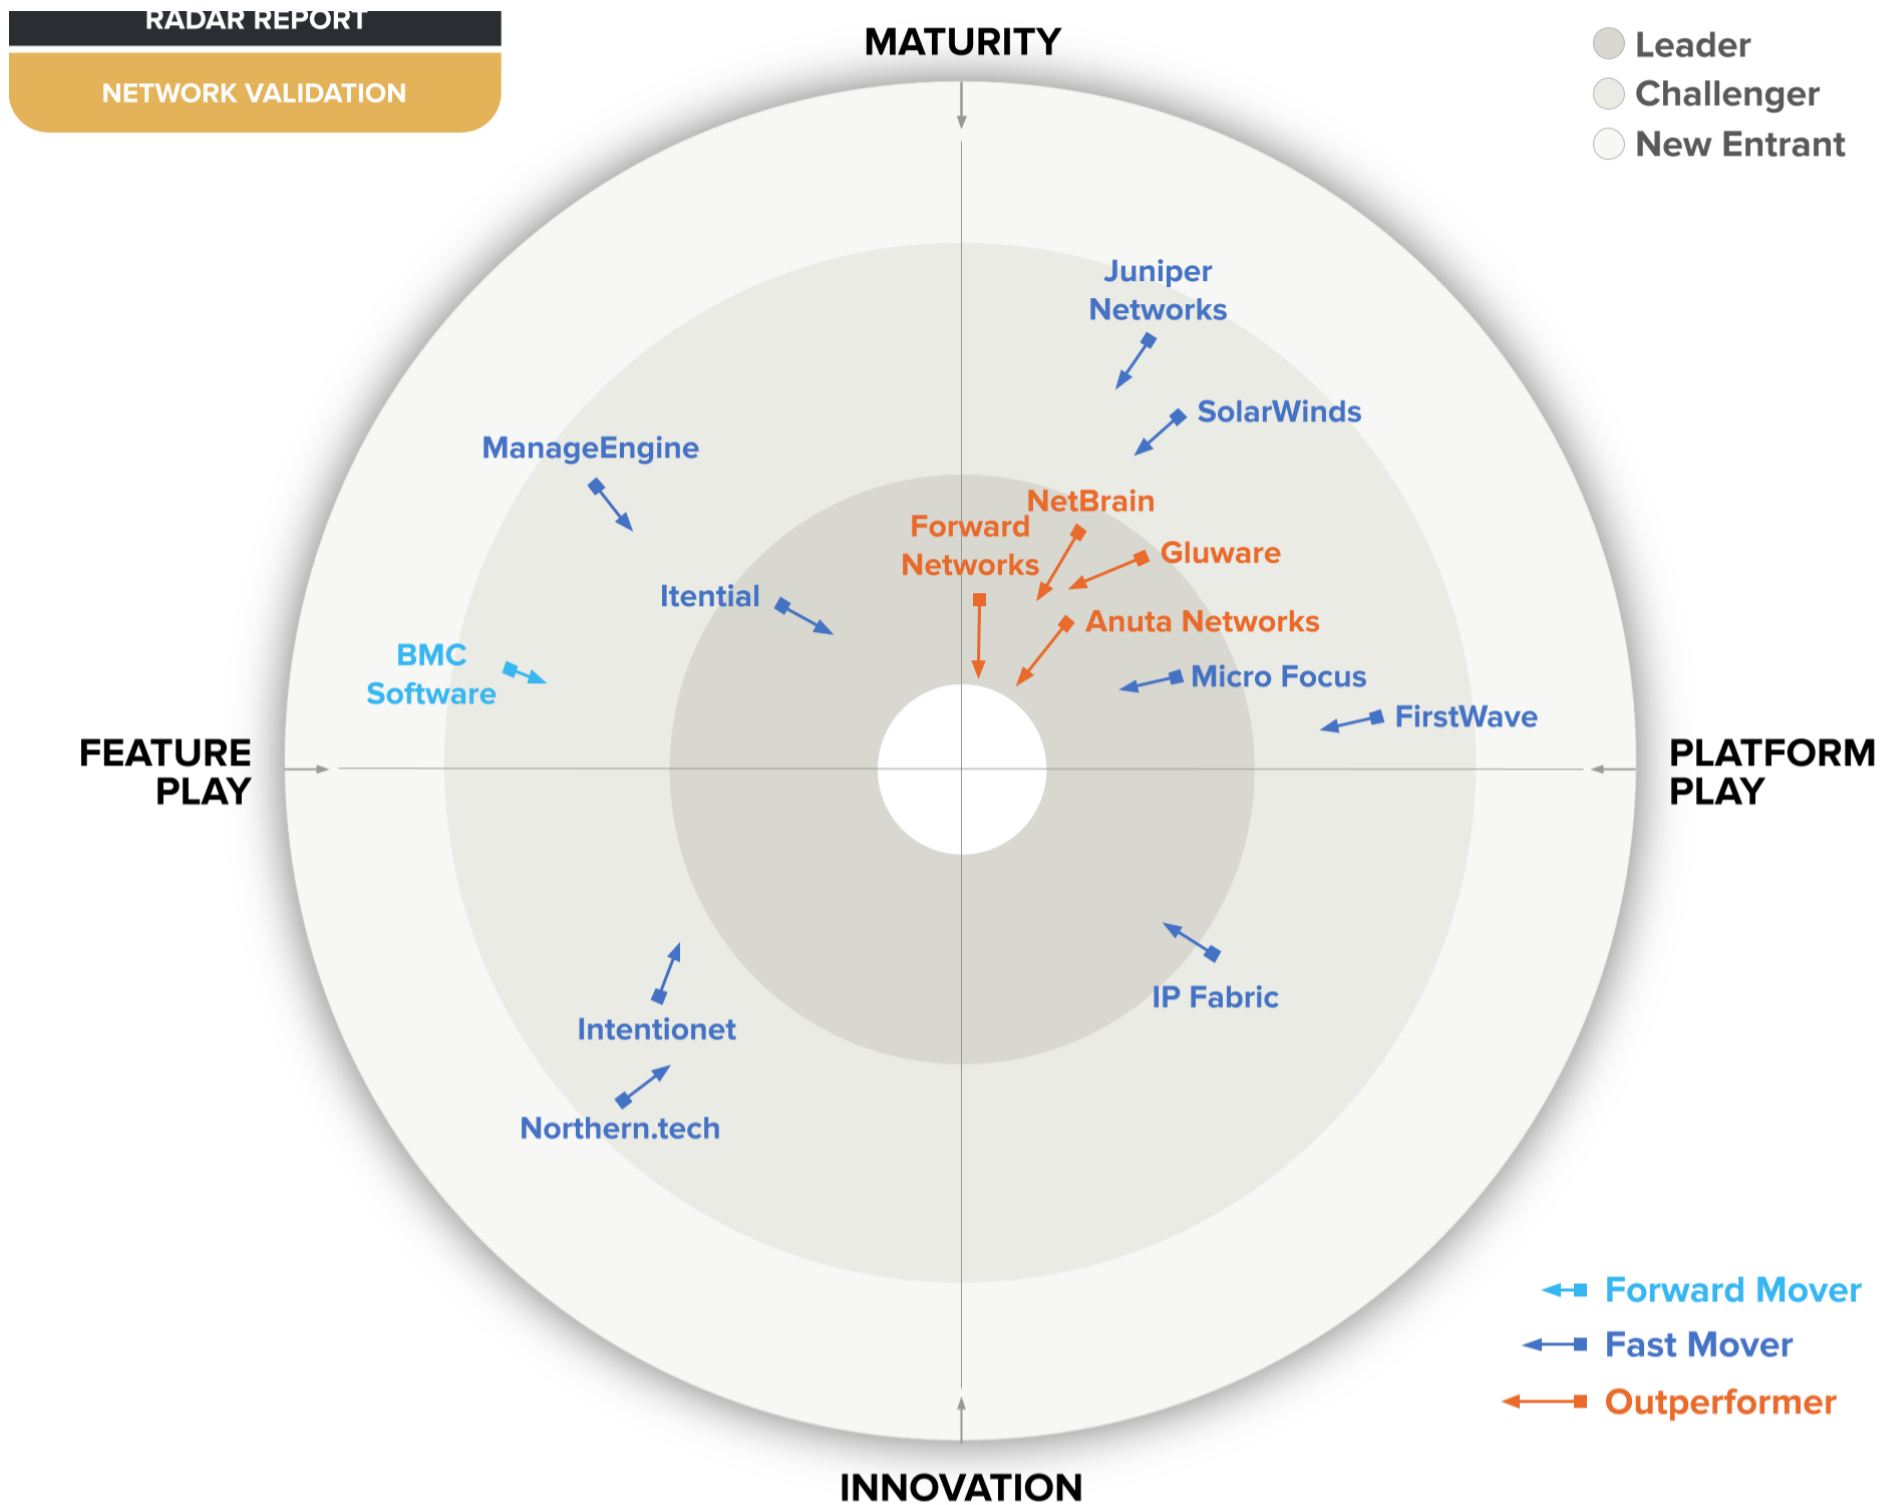 RADAR REPORT
NETWORK VALIDATION
MATURITY
Leader
Challenger
New Entrant
Juniper
Networks
SolarWinds
ManageEngine
NetBrain
Forward
Networks
Gluware
Itential
Anuta Networks
BMC
Software
Micro Focus
FirstWave
FEATURE
PLAY
PLATFORM
PLAY
IP Fabric
Intentionet
Northern.tech
Forward Mover
Fast Mover
Outperformer
INNOVATION